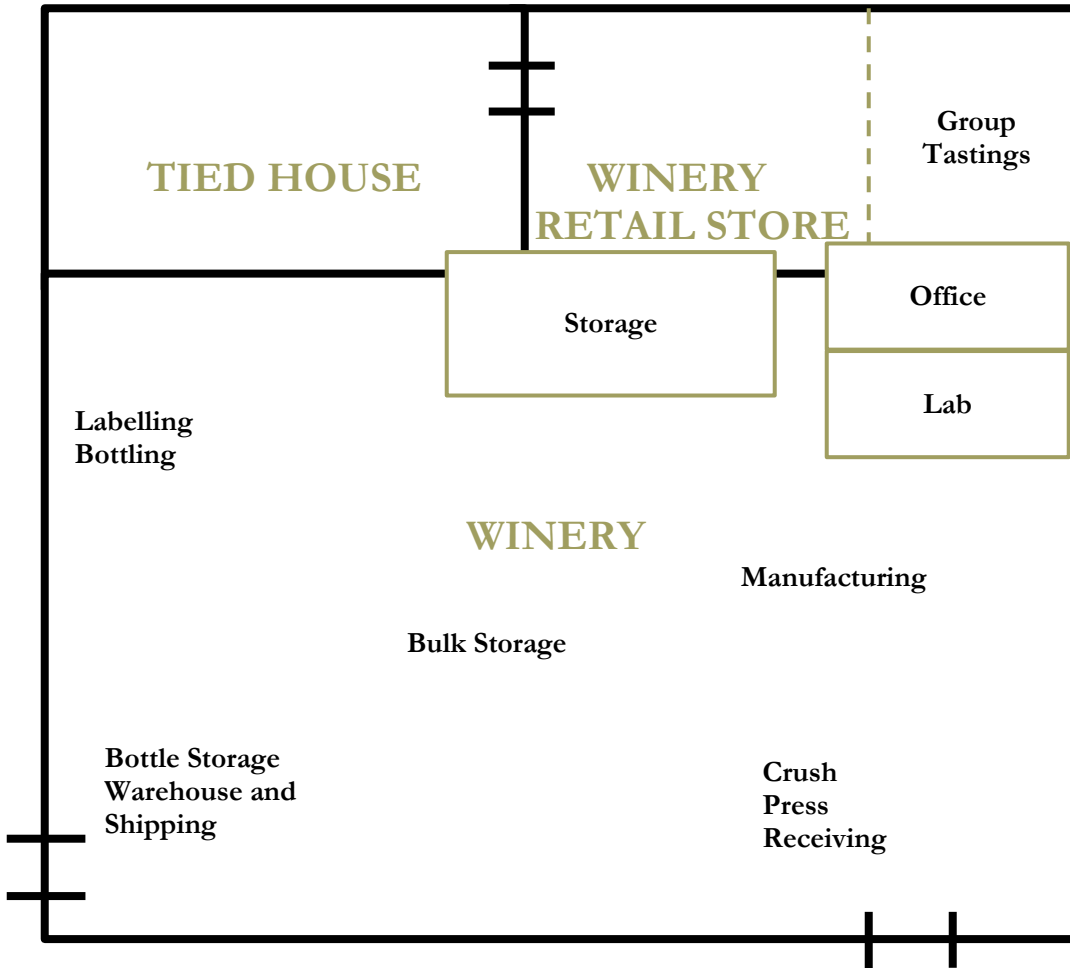 Group
Tastings
TIED HOUSE
WINERY
RETAIL STORE
Office
Storage
Lab
Labelling
Bottling
WINERY
Manufacturing
Bulk Storage
Bottle Storage
Warehouse and
Shipping
Crush
Press
Receiving